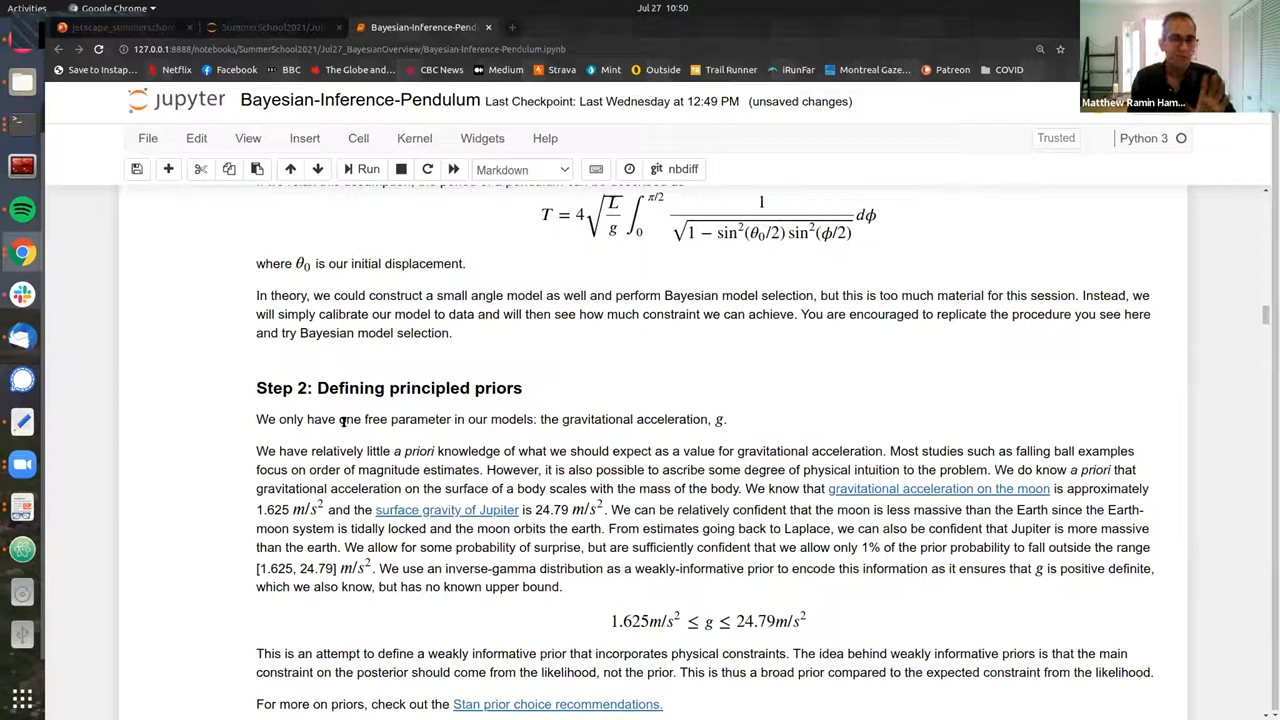 Activities
Google Chrome
Jul 27 10:50
jetscape_summerschool
SummerSchool2021/Jul
Bayesian-Inference-Pend
127.0.0.1:8888/notebooks/SummerSchool2021/Jul27_BayesianOverview/Bayesian-Inference-Pendulum.ipynb
Save to Instap... Netflix Facebook BBC The Globe and... CBC News Medium Strava Mint Outside Trail Runner iRunFar Montreal Gaze... Patreon COVID
Matthew Ramin Ham...
jupyter Bayesian-Inference-Pendulum Last Checkpoint: Last Wednesday at 12:49 PM (unsaved changes)
File Edit View Insert Cell Kernel Widgets Help Trusted Python 3
Run Markdown git nbdiff
T = 4√(L/g) ∫₀^{π/2} 1/√(1 − sin²(θ₀/2) sin²(ϕ/2)) dϕ
where θ₀ is our initial displacement.
In theory, we could construct a small angle model as well and perform Bayesian model selection, but this is too much material for this session. Instead, we
will simply calibrate our model to data and will then see how much constraint we can achieve. You are encouraged to replicate the procedure you see here
and try Bayesian model selection.
Step 2: Defining principled priors
We only have one free parameter in our models: the gravitational acceleration, g.
We have relatively little a priori knowledge of what we should expect as a value for gravitational acceleration. Most studies such as falling ball examples
focus on order of magnitude estimates. However, it is also possible to ascribe some degree of physical intuition to the problem. We do know a priori that
gravitational acceleration on the surface of a body scales with the mass of the body. We know that gravitational acceleration on the moon is approximately
1.625 m/s² and the surface gravity of Jupiter is 24.79 m/s². We can be relatively confident that the moon is less massive than the Earth since the Earth-
moon system is tidally locked and the moon orbits the earth. From estimates going back to Laplace, we can also be confident that Jupiter is more massive
than the earth. We allow for some probability of surprise, but are sufficiently confident that we allow only 1% of the prior probability to fall outside the range
[1.625, 24.79] m/s². We use an inverse-gamma distribution as a weakly-informative prior to encode this information as it ensures that g is positive definite,
which we also know, but has no known upper bound.
1.625m/s² ≤ g ≤ 24.79m/s²
This is an attempt to define a weakly informative prior that incorporates physical constraints. The idea behind weakly informative priors is that the main
constraint on the posterior should come from the likelihood, not the prior. This is thus a broad prior compared to the expected constraint from the likelihood.
For more on priors, check out the Stan prior choice recommendations.